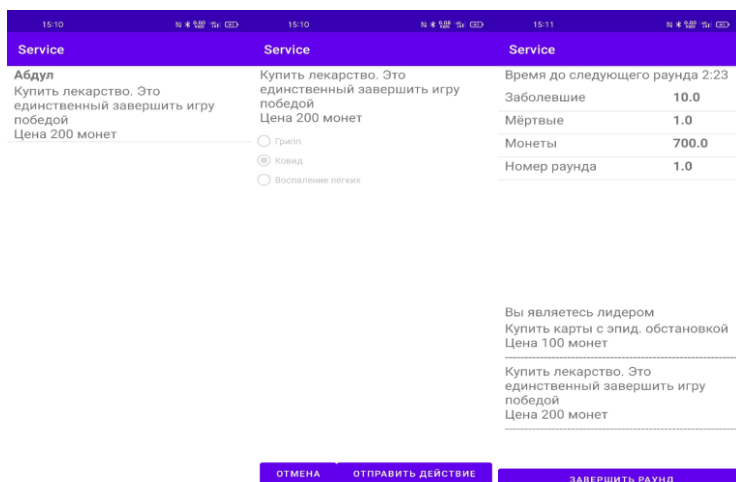 15:10
Service
Абдул
Купить лекарство. Это
единственный завершить игру
победой
Цена 200 монет
15:10
Service
Купить лекарство. Это
единственный завершить игру
победой
Цена 200 монет
Грипп
Ковид
Воспаление лёгких
ОТМЕНА ОТПРАВИТЬ ДЕЙСТВИЕ
15:11
Service
Время до следующего раунда 2:23
Заболевшие 10.0
Мёртвые 1.0
Монеты 700.0
Номер раунда 1.0
Вы являетесь лидером
Купить карты с эпид. обстановкой
Цена 100 монет
Купить лекарство. Это
единственный завершить игру
победой
Цена 200 монет
ЗАВЕРШИТЬ РАУНД